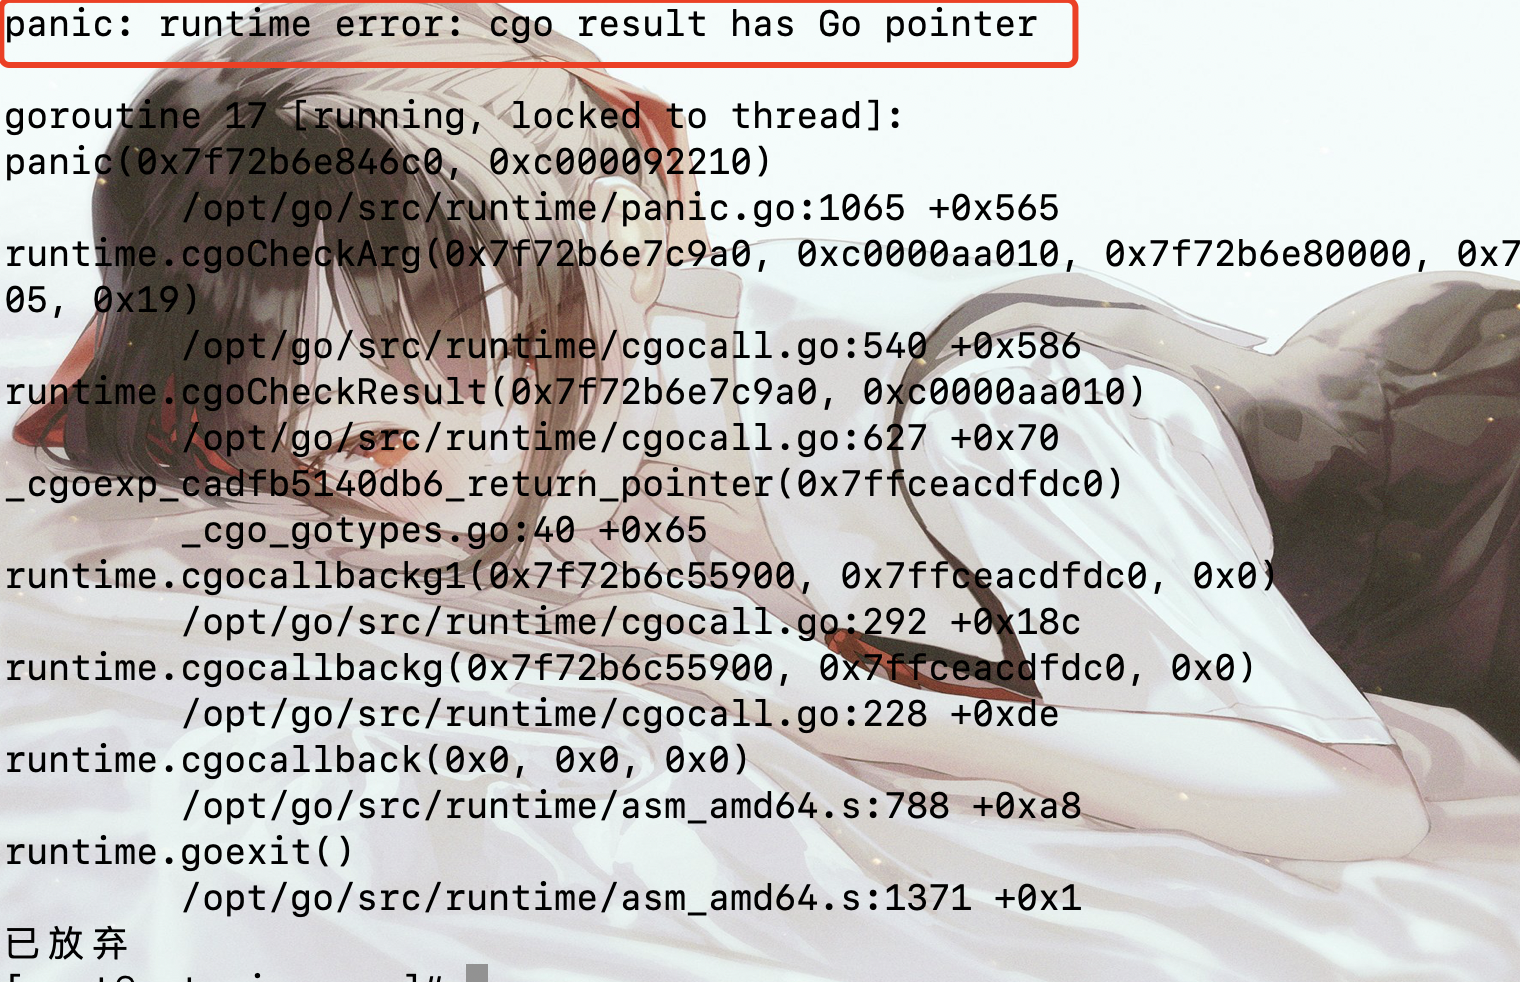 panic: runtime error: cgo result has Go pointer
goroutine 17 [running, locked to thread]:
panic(0x7f72b6e846c0, 0xc000092210)
/opt/go/src/runtime/panic.go:1065 +0x565
runtime.cgoCheckArg(0x7f72b6e7c9a0, 0xc0000aa010, 0x7f72b6e80000, 0x7
05, 0x19)
/opt/go/src/runtime/cgocall.go:540 +0x586
runtime.cgoCheckResult(0x7f72b6e7c9a0, 0xc0000aa010)
/opt/go/src/runtime/cgocall.go:627 +0x70
_cgoexp_cadfb5140db6_return_pointer(0x7ffceacdfdc0)
_cgo_gotypes.go:40 +0x65
runtime.cgocallbackg1(0x7f72b6c55900, 0x7ffceacdfdc0, 0x0)
/opt/go/src/runtime/cgocall.go:292 +0x18c
runtime.cgocallbackg(0x7f72b6c55900, 0x7ffceacdfdc0, 0x0)
/opt/go/src/runtime/cgocall.go:228 +0xde
runtime.cgocallback(0x0, 0x0, 0x0)
/opt/go/src/runtime/asm_amd64.s:788 +0xa8
runtime.goexit()
/opt/go/src/runtime/asm_amd64.s:1371 +0x1
已放弃